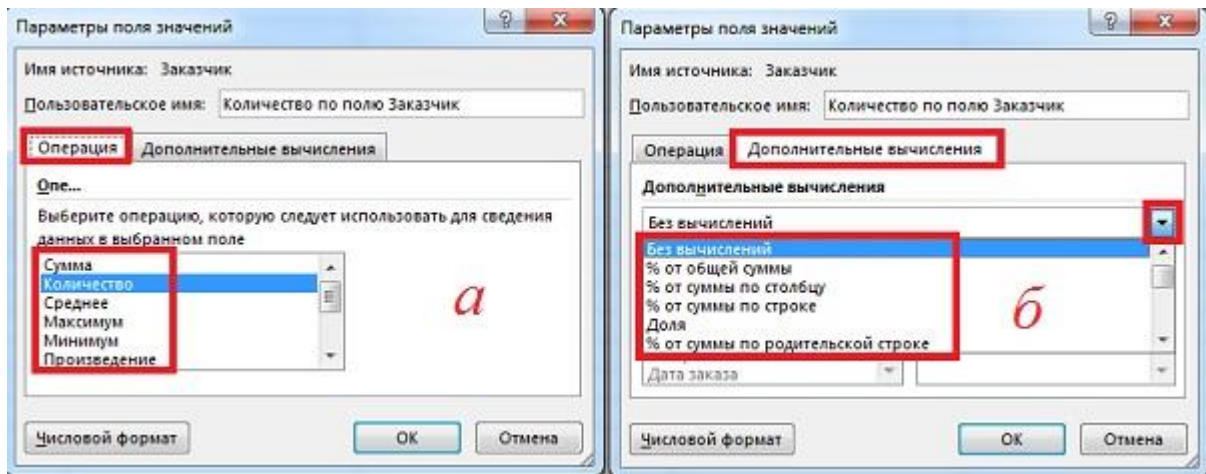 Параметры поля значений
Имя источника: Заказчик
Пользовательское имя: Количество по полю Заказчик
Операция Дополнительные вычисления
Опе...
Выберите операцию, которую следует использовать для сведения
данных в выбранном поле
Сумма
Количество
Среднее
Максимум
Минимум
Произведение
а
Числовой формат ОК Отмена
Параметры поля значений
Имя источника: Заказчик
Пользовательское имя: Количество по полю Заказчик
Операция Дополнительные вычисления
Дополнительные вычисления
Без вычислений
Без вычислений
% от общей суммы
% от суммы по столбцу
% от суммы по строке
Доля
% от суммы по родительской строке
б
Дата заказа
Числовой формат ОК Отмена